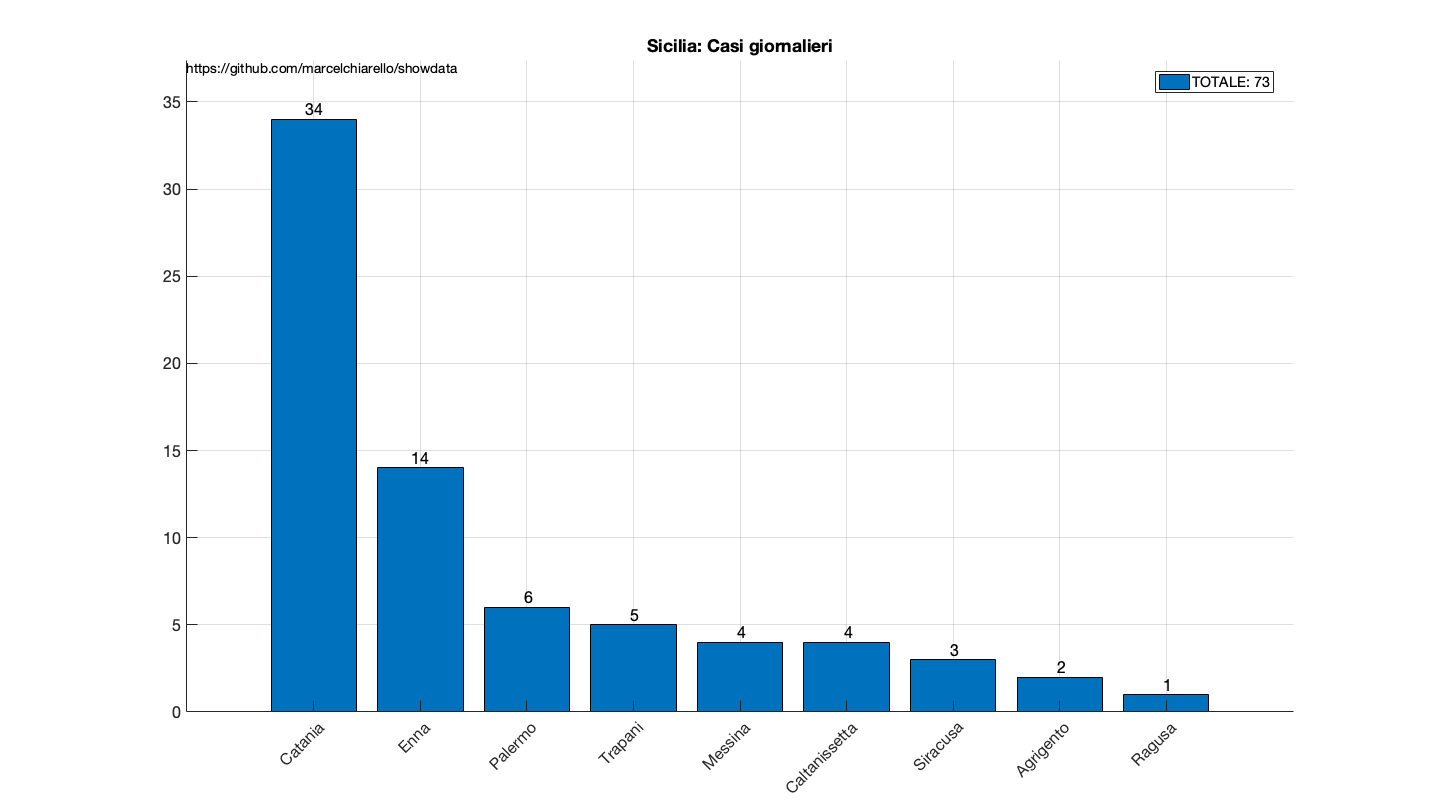 Sicilia: Casi giornalieri
https://github.com/marcelchiarello/showdata
TOTALE: 73
35
30
25
20
15
10
5
0
34
14
6
5
4
4
3
2
1
Catania
Enna
Palermo
Trapani
Messina
Caltanissetta
Siracusa
Agrigento
Ragusa